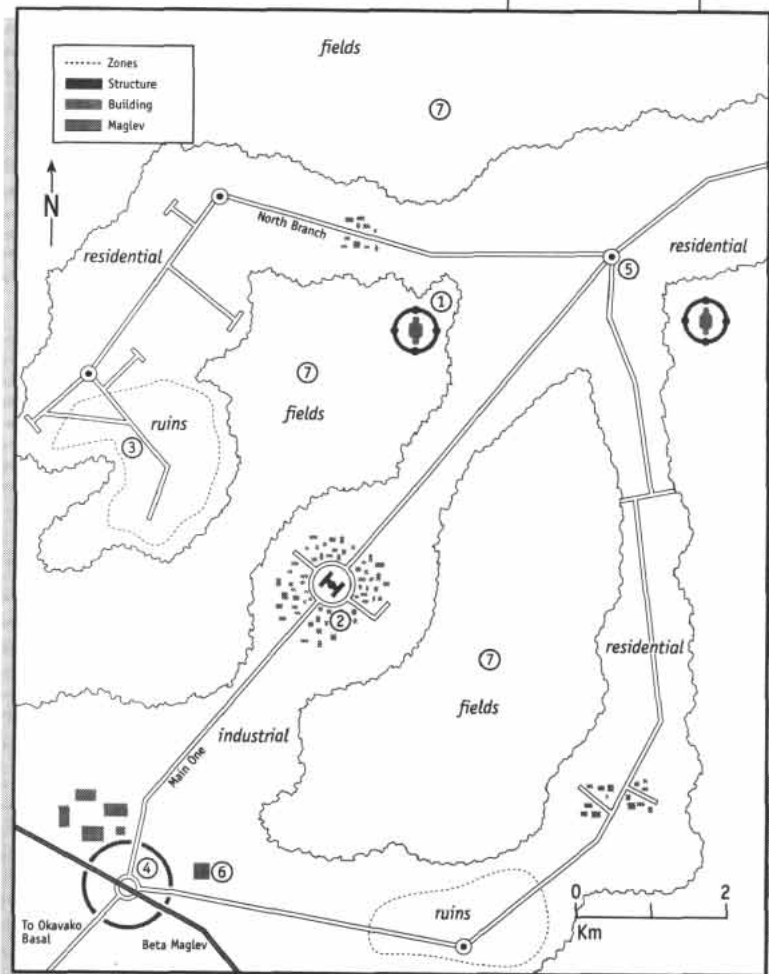 fields
Zones
Structure
Building
Maglev
7
N
North Branch
residential
residential
5
1
7
fields
ruins
3
2
7
residential
fields
industrial
Main One
4
6
0 2
Km
ruins
To Okavako
Basal
Beta Maglev